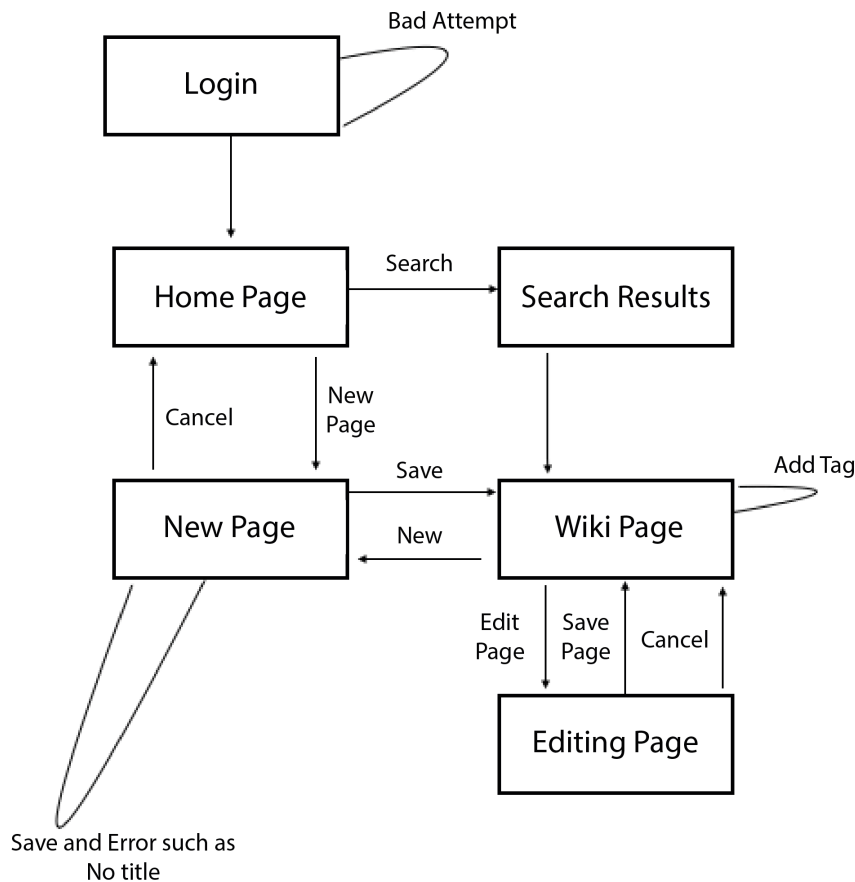 Bad Attempt
Login
Home Page
Search
Search Results
Cancel
New
Page
New Page
Save
New
Wiki Page
Add Tag
Edit
Page
Save
Page
Cancel
Editing Page
Save and Error such as
No title